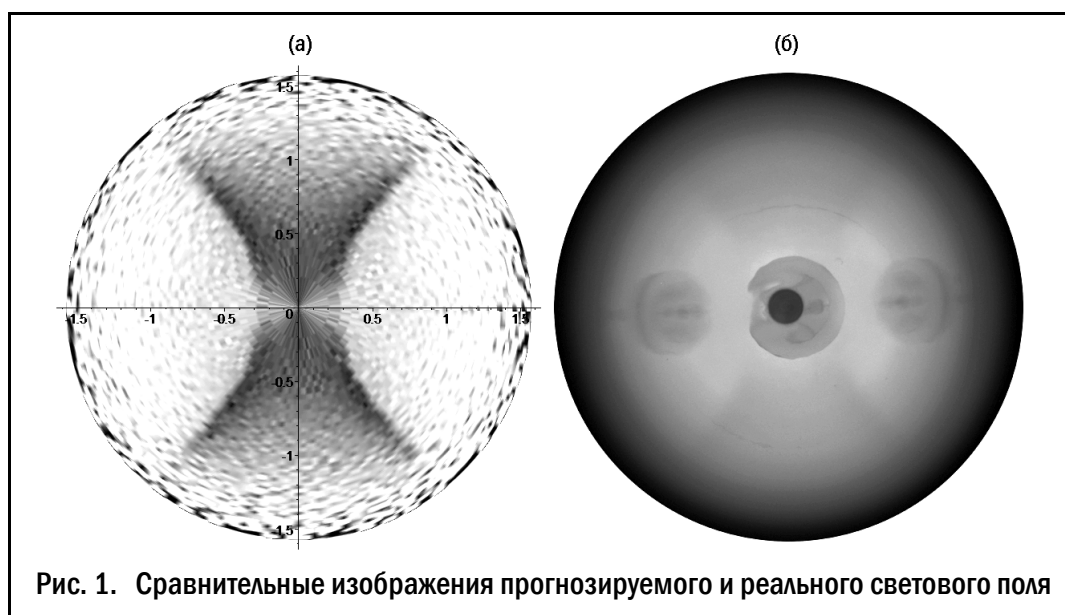 (а)
(б)
1.5
1
0.5
-1.5 -1 -0.5 0 0.5 1 1.5
-0.5
-1
-1.5
Рис. 1. Сравнительные изображения прогнозируемого и реального светового поля